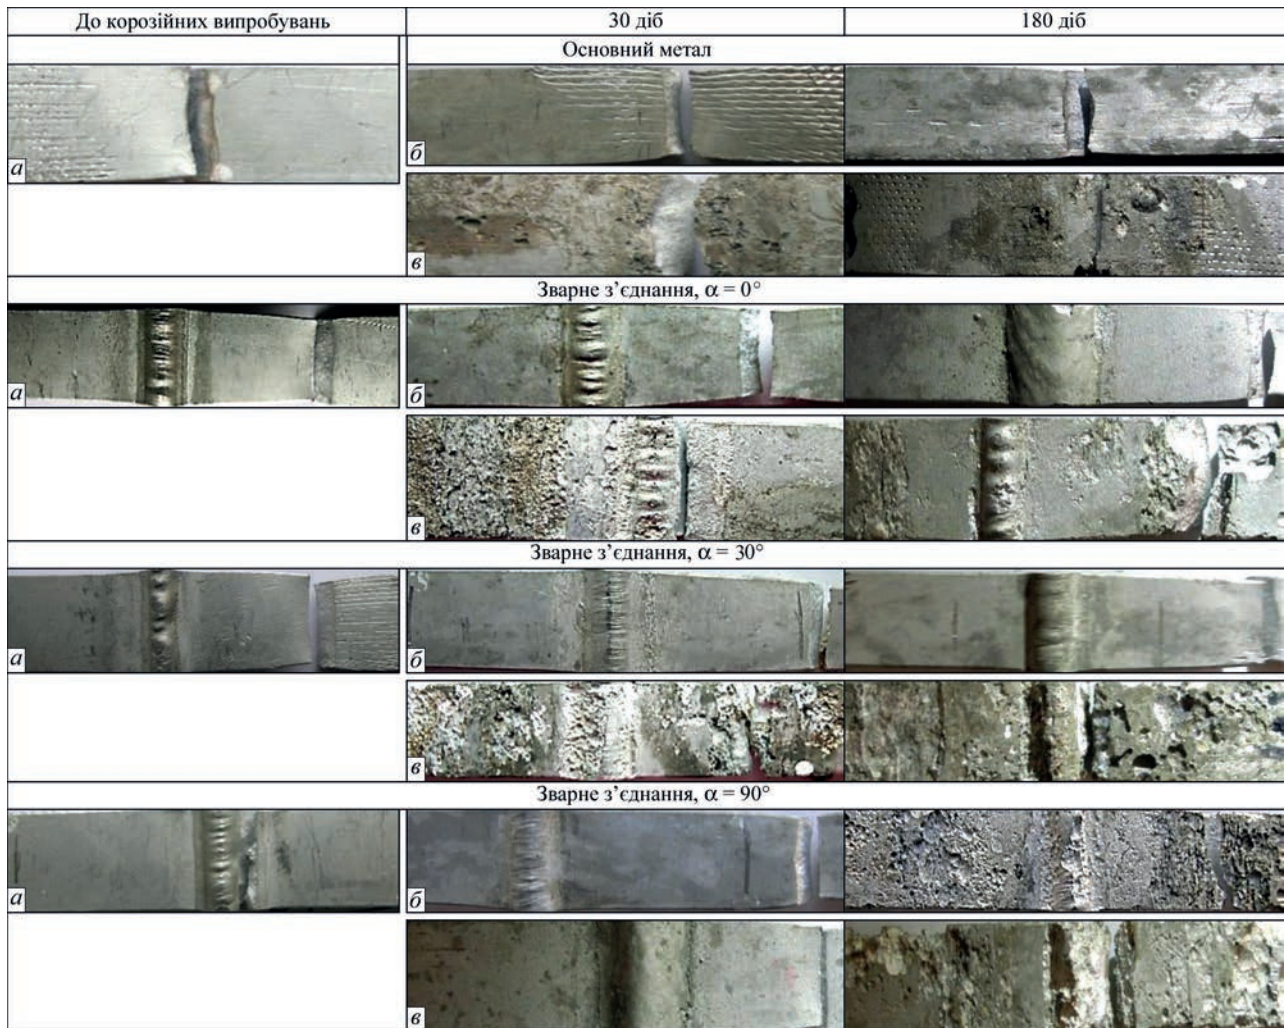 До корозійних випробувань
30 діб
180 діб
Основний метал
а
б
в
Зварне з’єднання, α = 0°
а
б
в
Зварне з’єднання, α = 30°
а
б
в
Зварне з’єднання, α = 90°
а
б
в